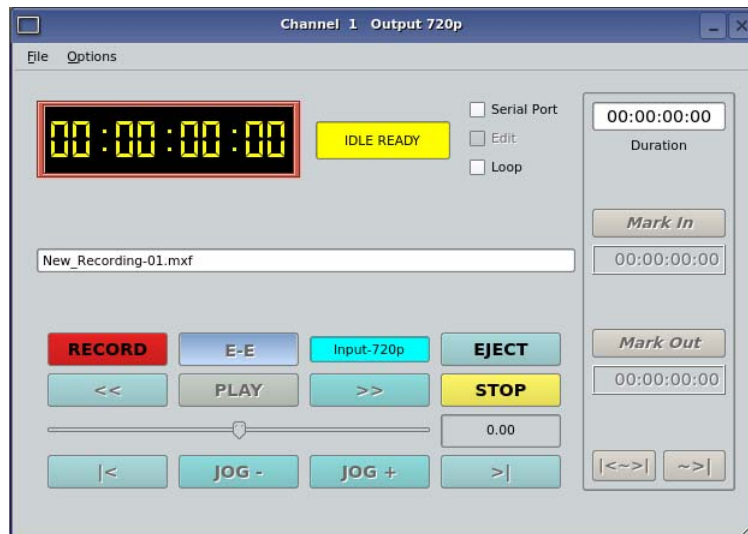 Channel 1 Output 720p
File Options
00:00:00:00
IDLE READY
Serial Port
Edit
Loop
00:00:00:00
Duration
Mark In
00:00:00:00
New_Recording-01.mxf
RECORD E-E Input-720p EJECT
Mark Out
<< PLAY >> STOP
00:00:00:00
0.00
|< JOG - JOG + >|
|<~>| ~>|